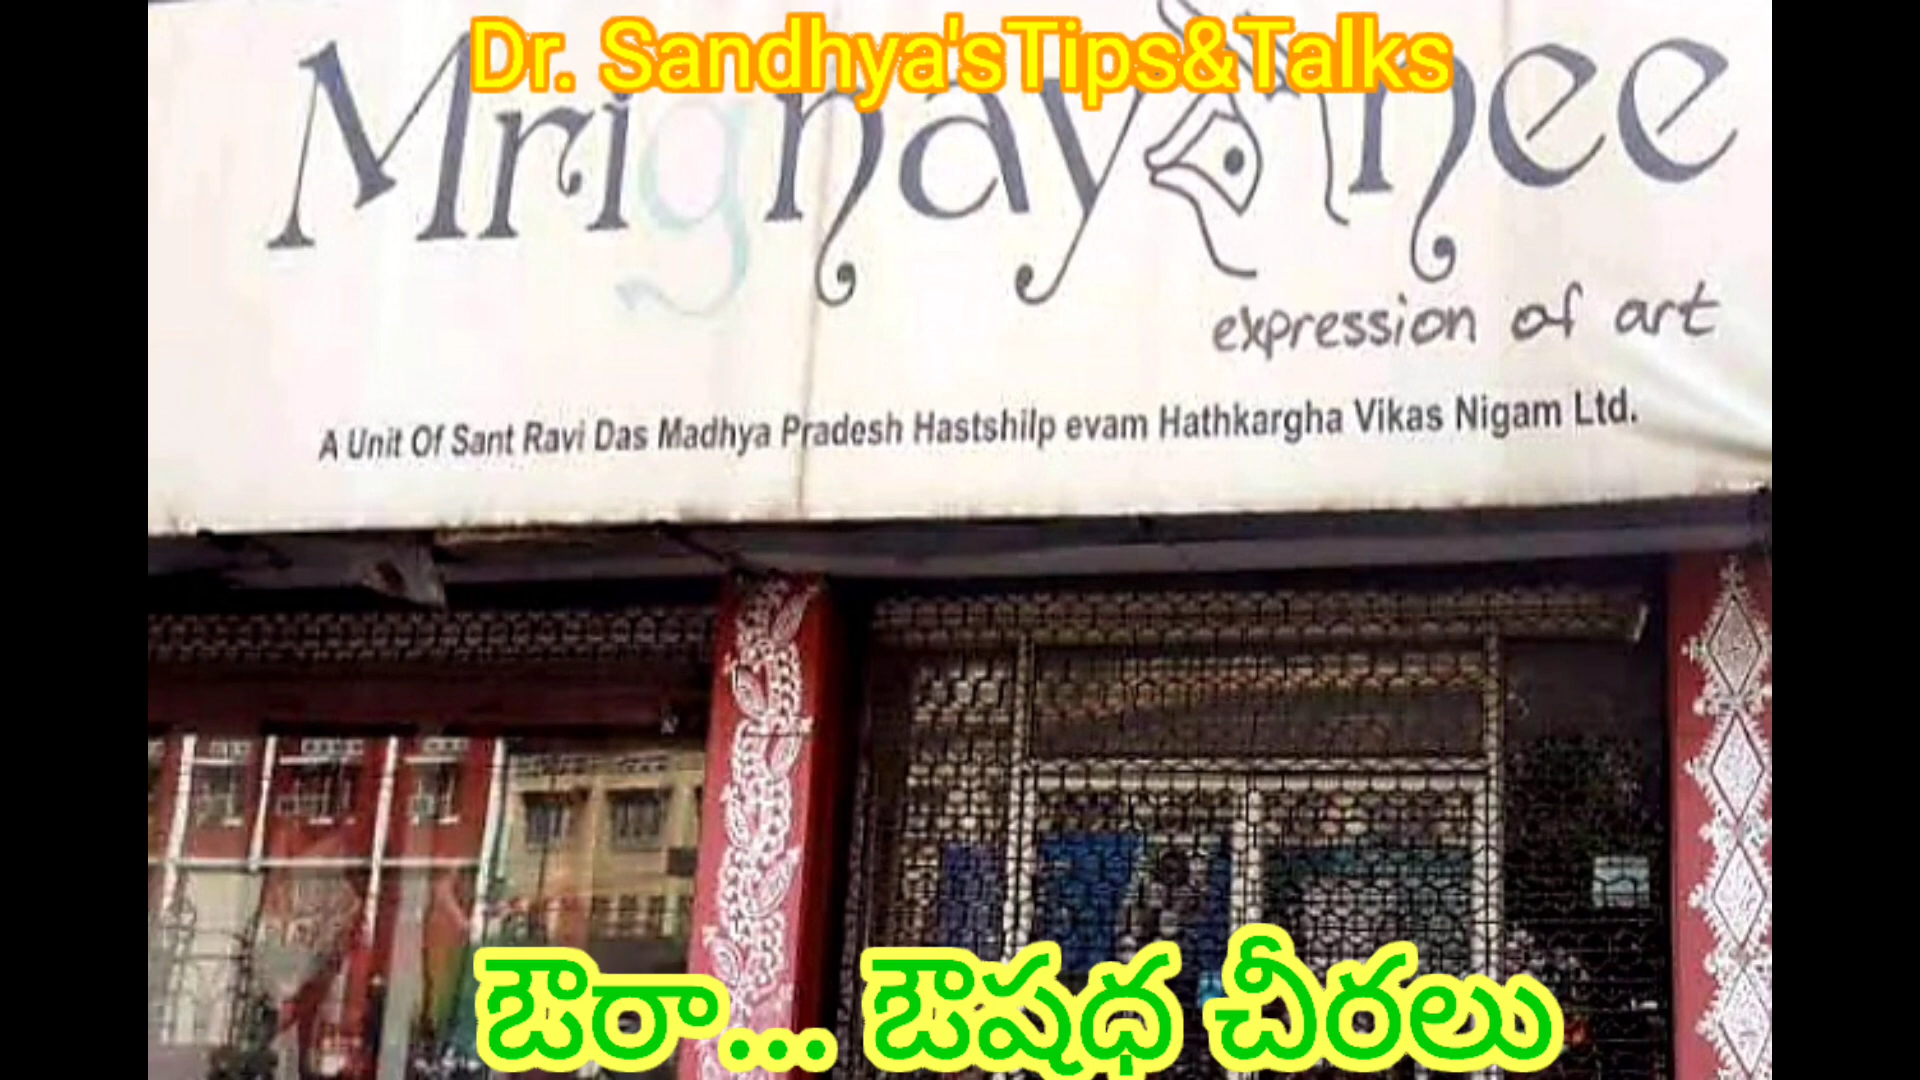 Dr. Sandhya'sTips&Talks
Mrignayanee
expression of art
A Unit Of Sant Ravi Das Madhya Pradesh Hastshilp evam Hathkargha Vikas Nigam Ltd.
ఔరా... ఔషధ చీరలు